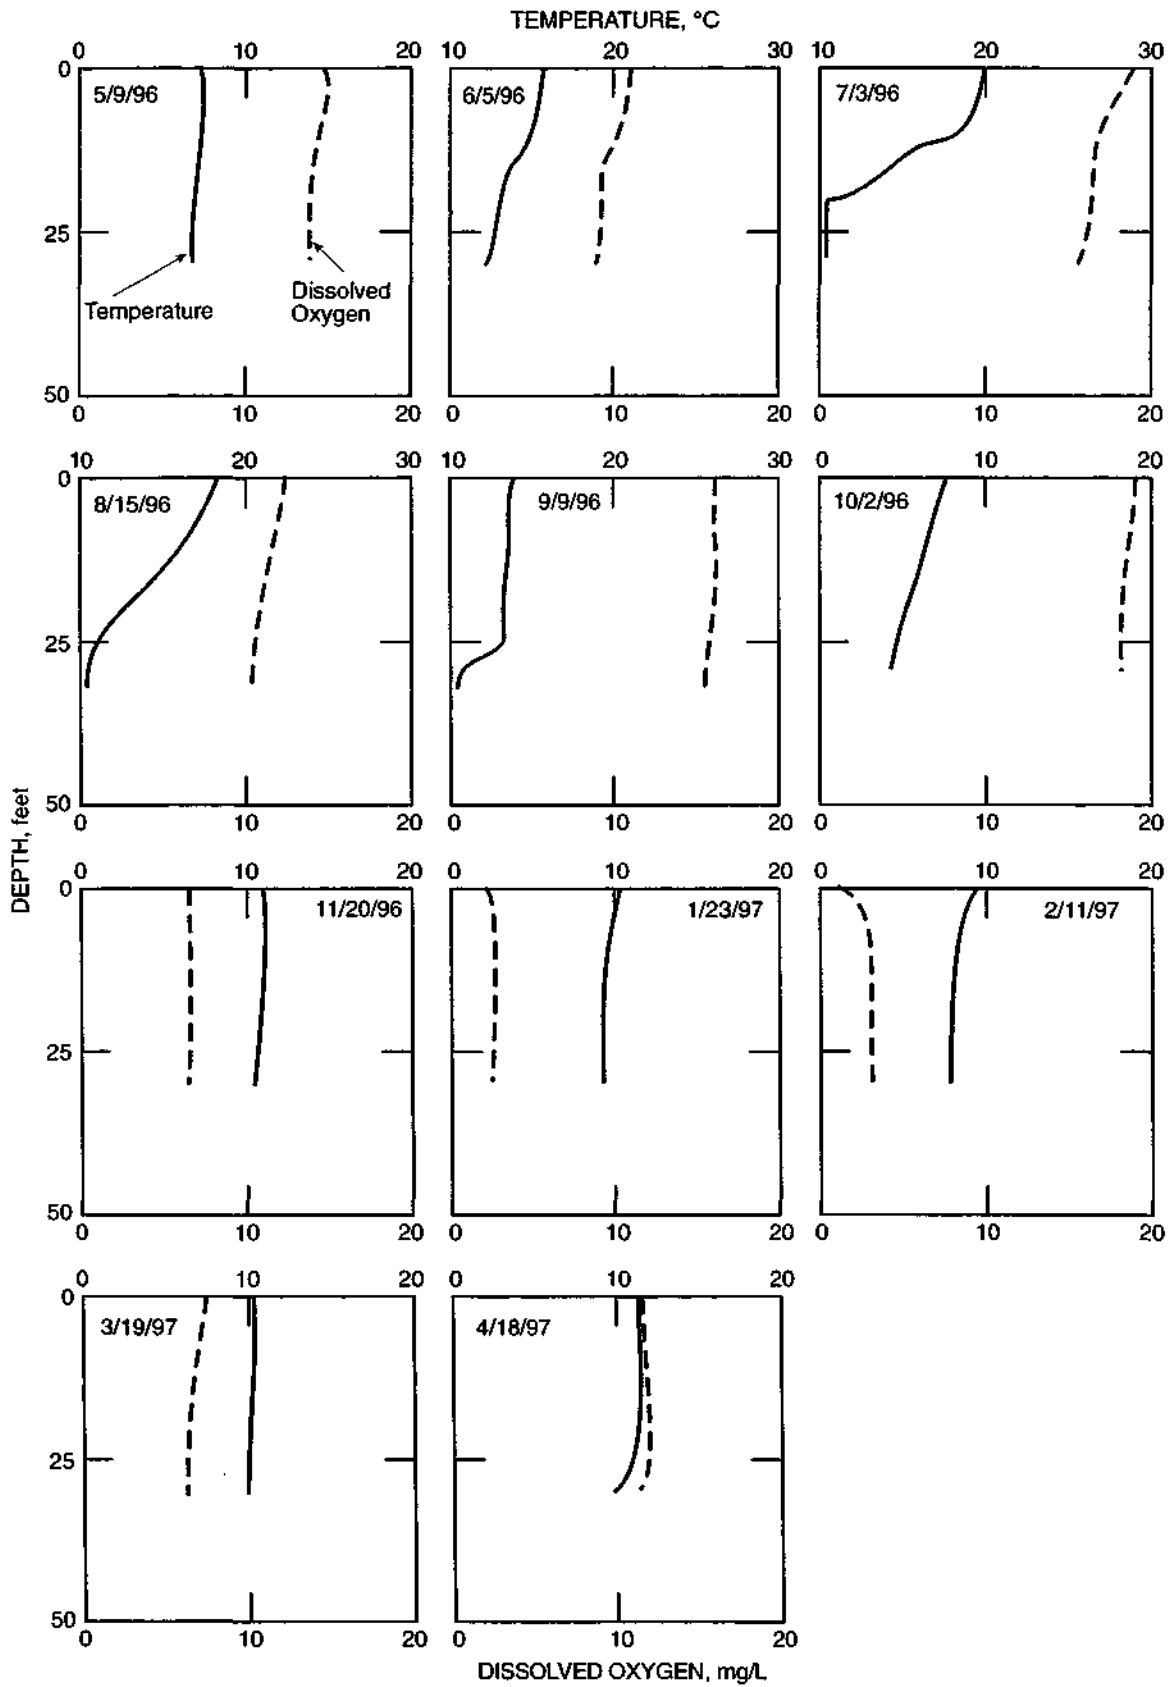 TEMPERATURE, °C
0 10 20 10 20 30 10 20 30
0
5/9/96 6/5/96 7/3/96
25
Temperature
Dissolved
Oxygen
50
0 10 20 0 10 20 0 10 20
10 20 30 10 20 30 0 10 20
0
8/15/96 9/9/96 10/2/96
25
50
0 10 20 0 10 20 0 10 20
DEPTH, feet
0 10 20 0 10 20 0 10 20
0
11/20/96 1/23/97 2/11/97
25
50
0 10 20 0 10 20 0 10 20
0 10 20 0 10 20
0
3/19/97 4/18/97
25
50
0 10 20 0 10 20
DISSOLVED OXYGEN, mg/L